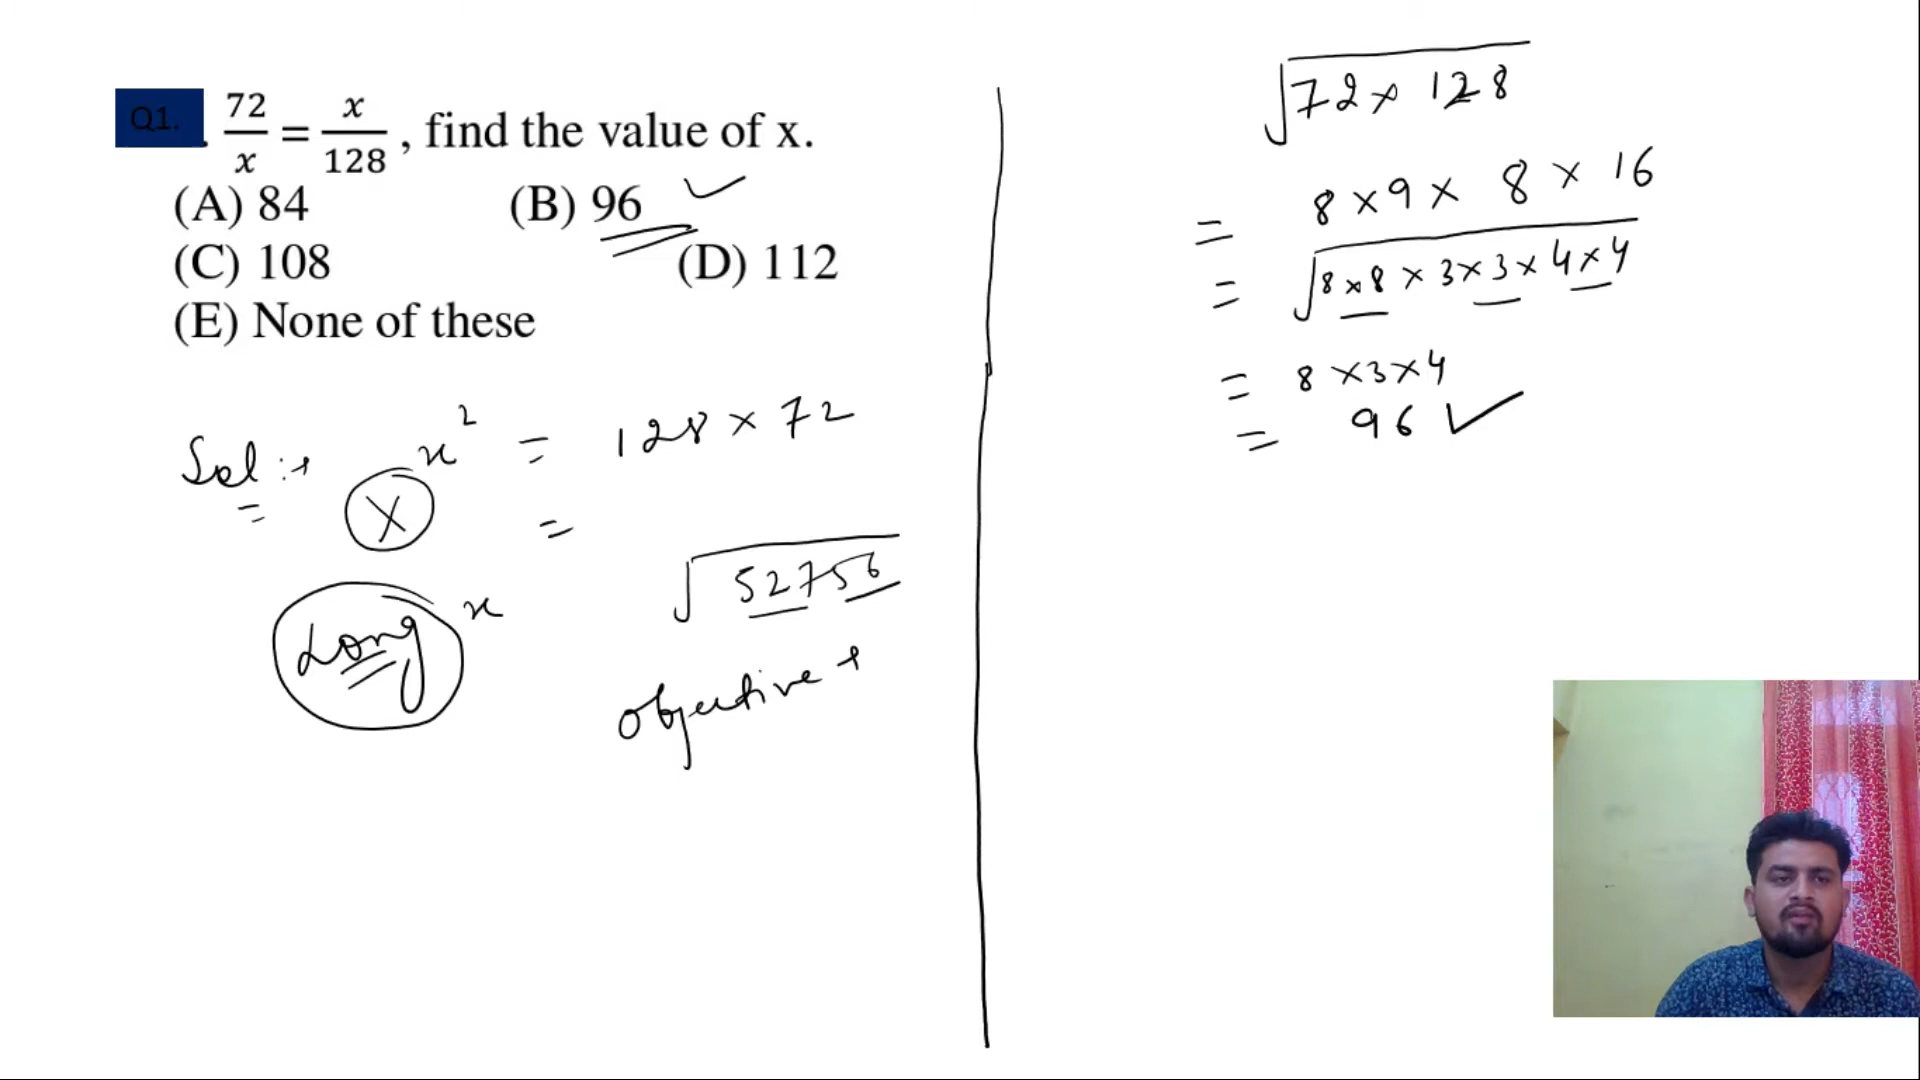 Q1. 72/x = x/128 , find the value of x.
(A) 84 (B) 96 ✓
(C) 108 (D) 112
(E) None of these
Sol :→ x² = 128 × 72
X =
Long x √52756
Objective →
√72 × 128
= 8 × 9 × 8 × 16
= √8 × 8 × 3 × 3 × 4 × 4
= 8 × 3 × 4
= 96 ✓